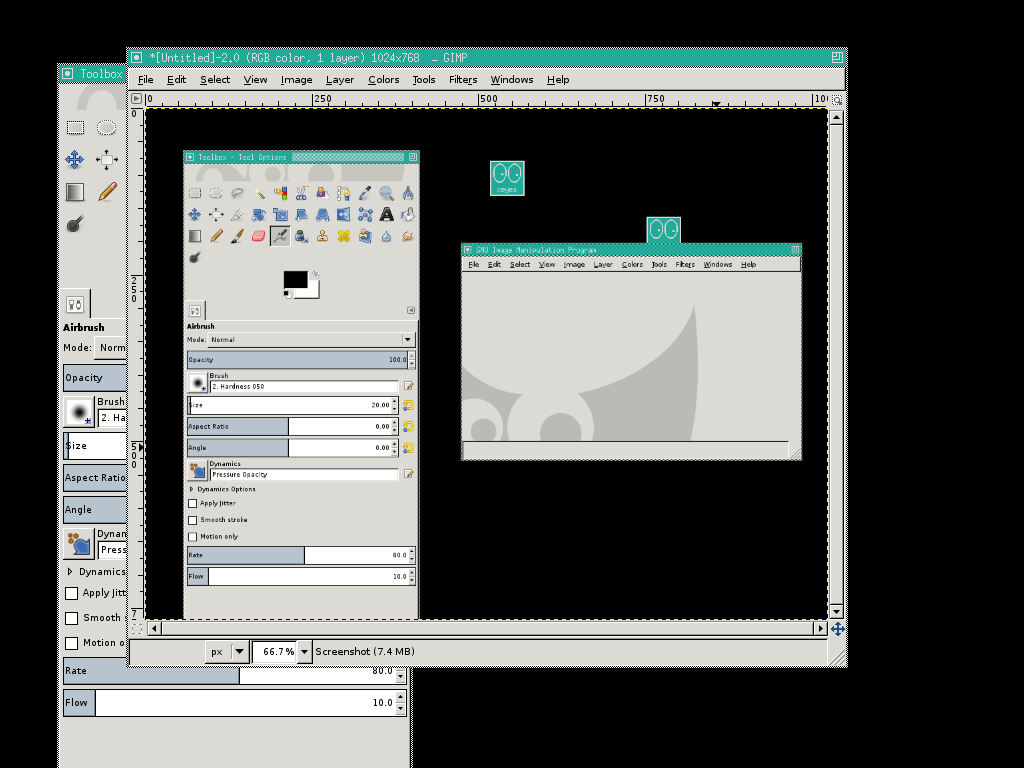 *[Untitled]-2.0 (RGB color, 1 layer) 1024x768 – GIMP
Toolbox
File Edit Select View Image Layer Colors Tools Filters Windows Help
0 250 500 750 10
0
250
500
7
Toolbox - Tool Options
xeyes
GNU Image Manipulation Program
File Edit Select View Image Layer Colors Tools Filters Windows Help
Airbrush
Mode: Normal
Opacity 100.0
Brush
2. Hardness 050
Size 20.00
Aspect Ratio 0.00
Angle 0.00
Dynamics
Pressure Opacity
Dynamics Options
Apply Jitter
Smooth stroke
Motion only
Rate 80.0
Flow 10.0
Airbrush
Mode: Norm
Opacity
Brush
2. Ha
Size
Aspect Ratio
Angle
Dynan
Press
Dynamics
Apply Jitt
Smooth s
Motion o
Rate 80.0
Flow 10.0
px 66.7 % Screenshot (7.4 MB)